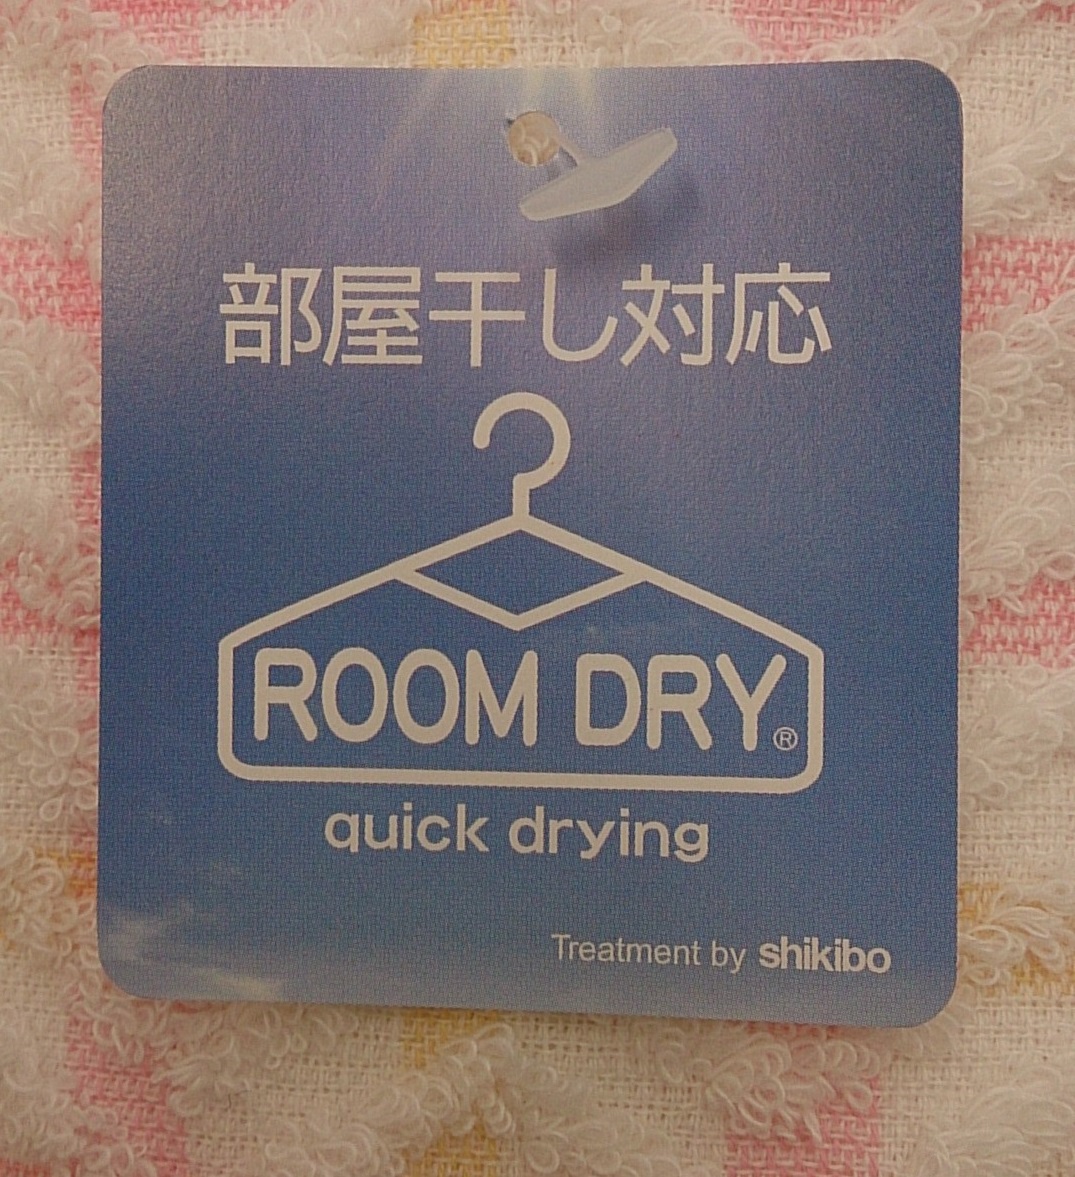 部屋干し対応
ROOM DRY®
quick drying
Treatment by shikibo